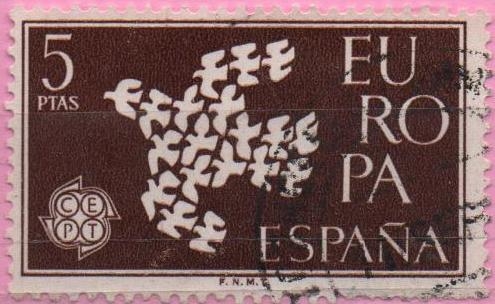 5
PTAS
EU
RO
PA
ESPAÑA
CEPT
F.N.M.T.